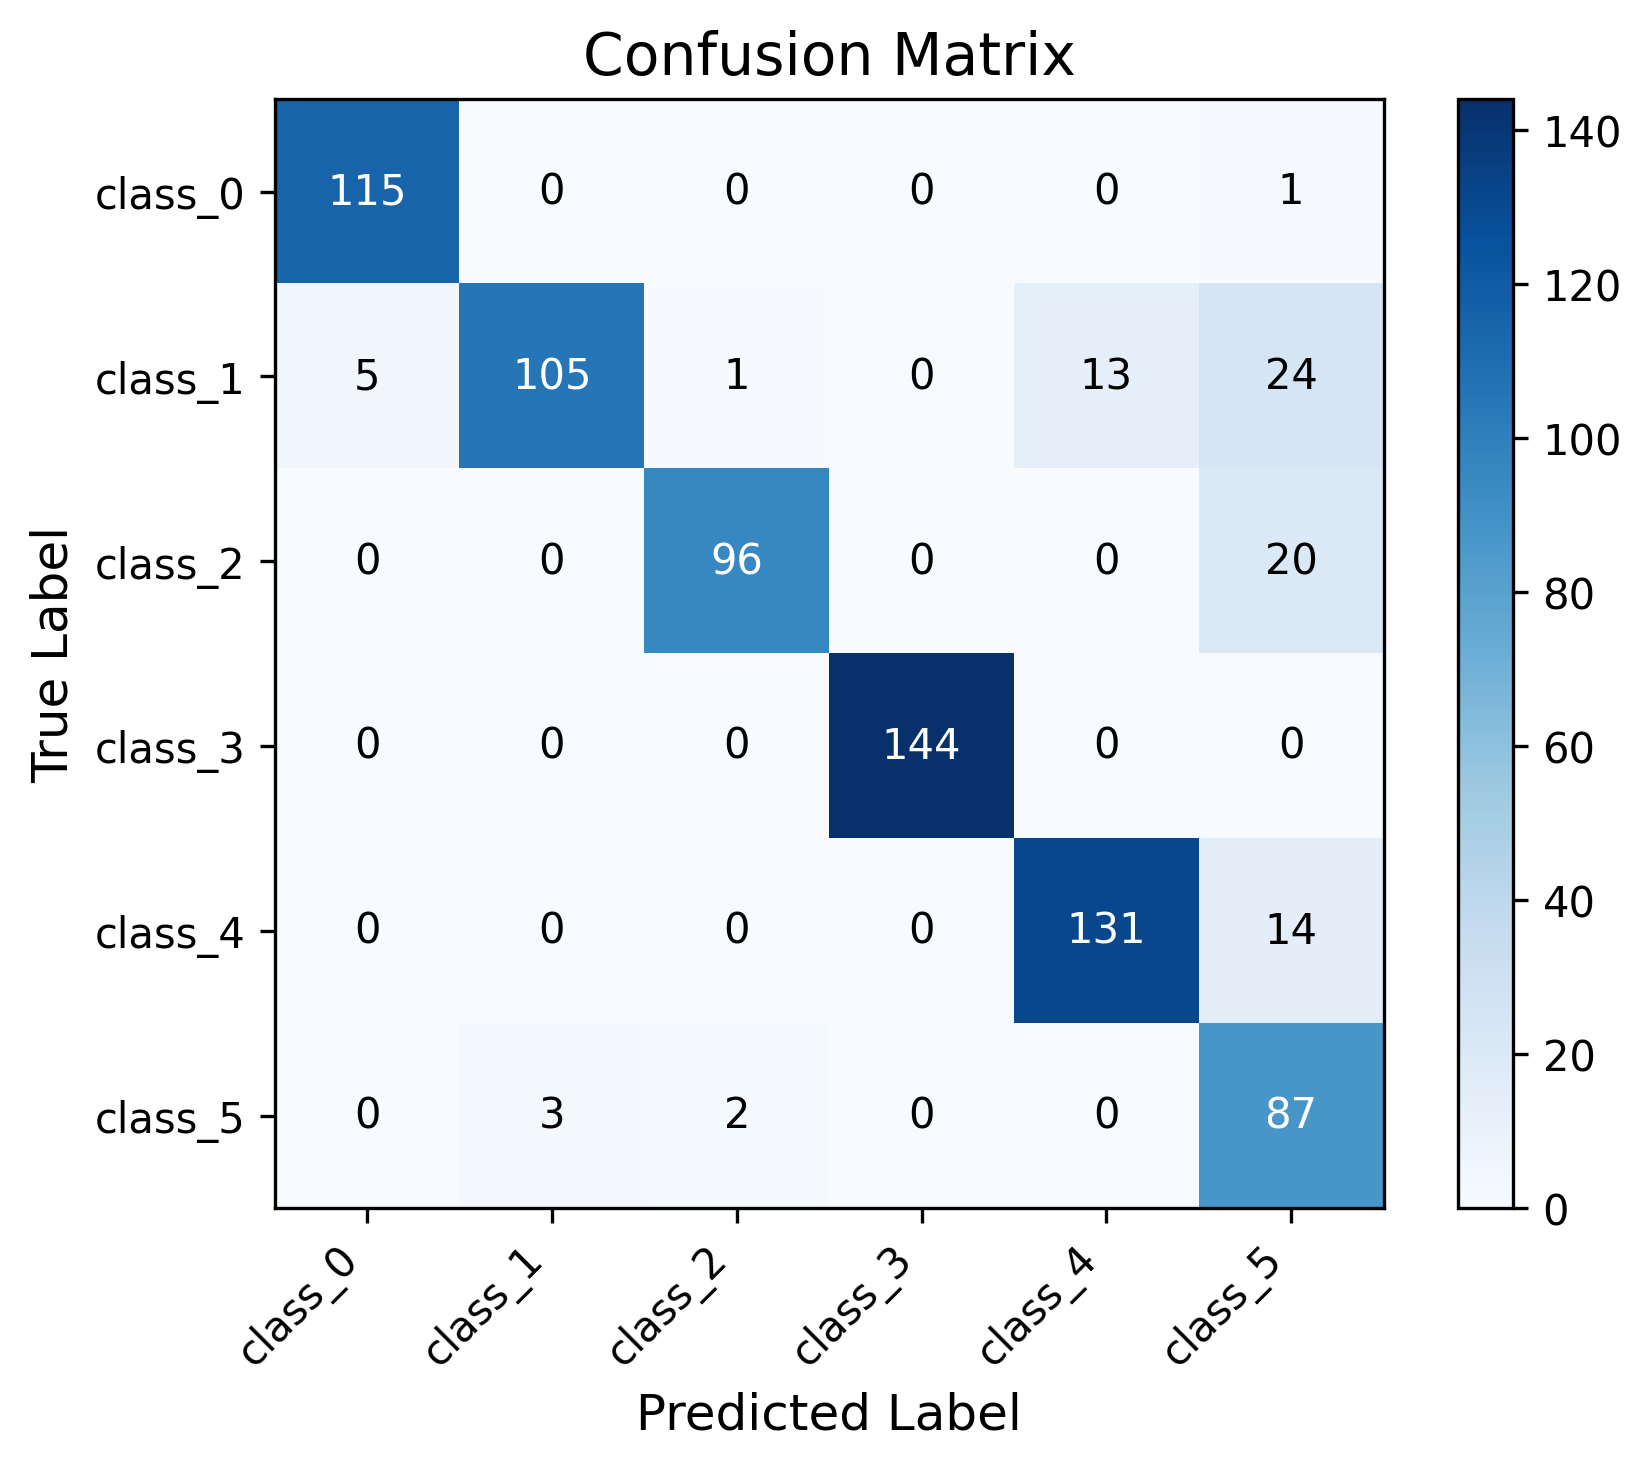 Confusion Matrix
True Label
class_0 115 0 0 0 0 1
class_1 5 105 1 0 13 24
class_2 0 0 96 0 0 20
class_3 0 0 0 144 0 0
class_4 0 0 0 0 131 14
class_5 0 3 2 0 0 87
class_0 class_1 class_2 class_3 class_4 class_5
Predicted Label
140
120
100
80
60
40
20
0